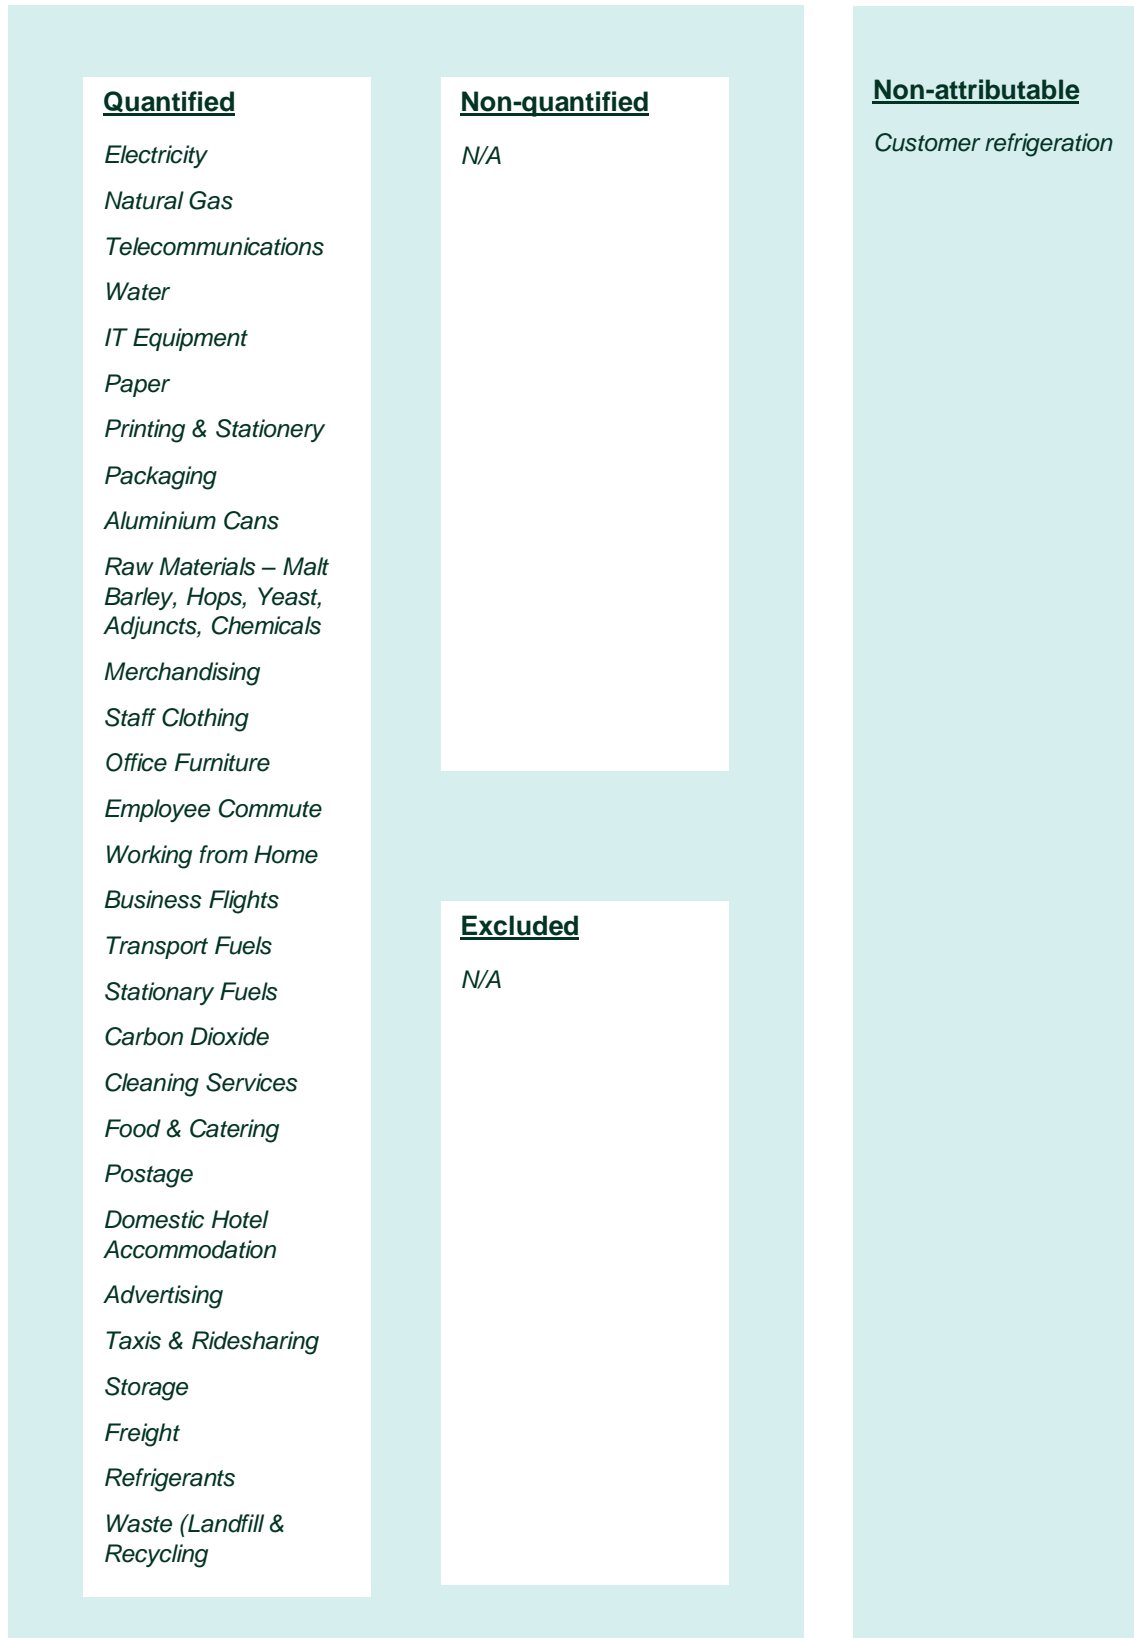 Quantified
Electricity
Natural Gas
Telecommunications
Water
IT Equipment
Paper
Printing & Stationery
Packaging
Aluminium Cans
Raw Materials – Malt
Barley, Hops, Yeast,
Adjuncts, Chemicals
Merchandising
Staff Clothing
Office Furniture
Employee Commute
Working from Home
Business Flights
Transport Fuels
Stationary Fuels
Carbon Dioxide
Cleaning Services
Food & Catering
Postage
Domestic Hotel
Accommodation
Advertising
Taxis & Ridesharing
Storage
Freight
Refrigerants
Waste (Landfill &
Recycling
Non-quantified
N/A
Excluded
N/A
Non-attributable
Customer refrigeration